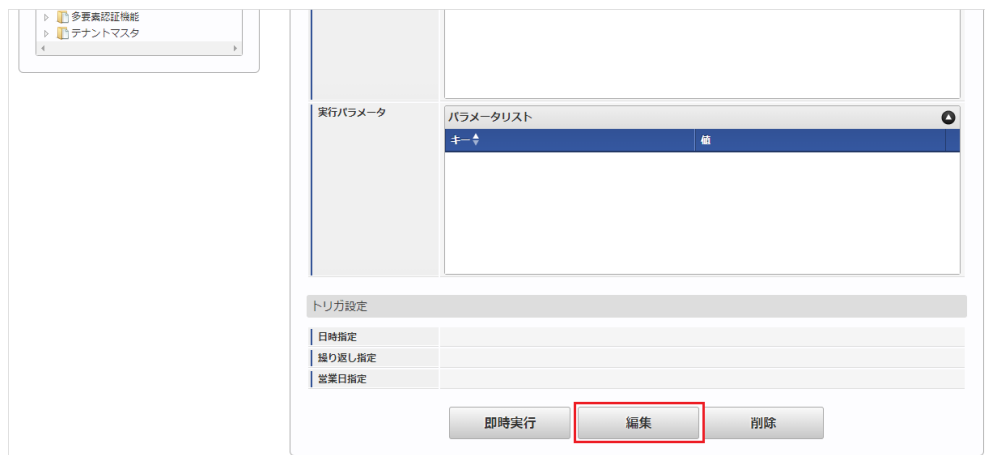 多要素認証機能
テナントマスタ
実行パラメータ
パラメータリスト
キー 値
トリガ設定
日時指定
繰り返し指定
営業日指定
即時実行 編集 削除